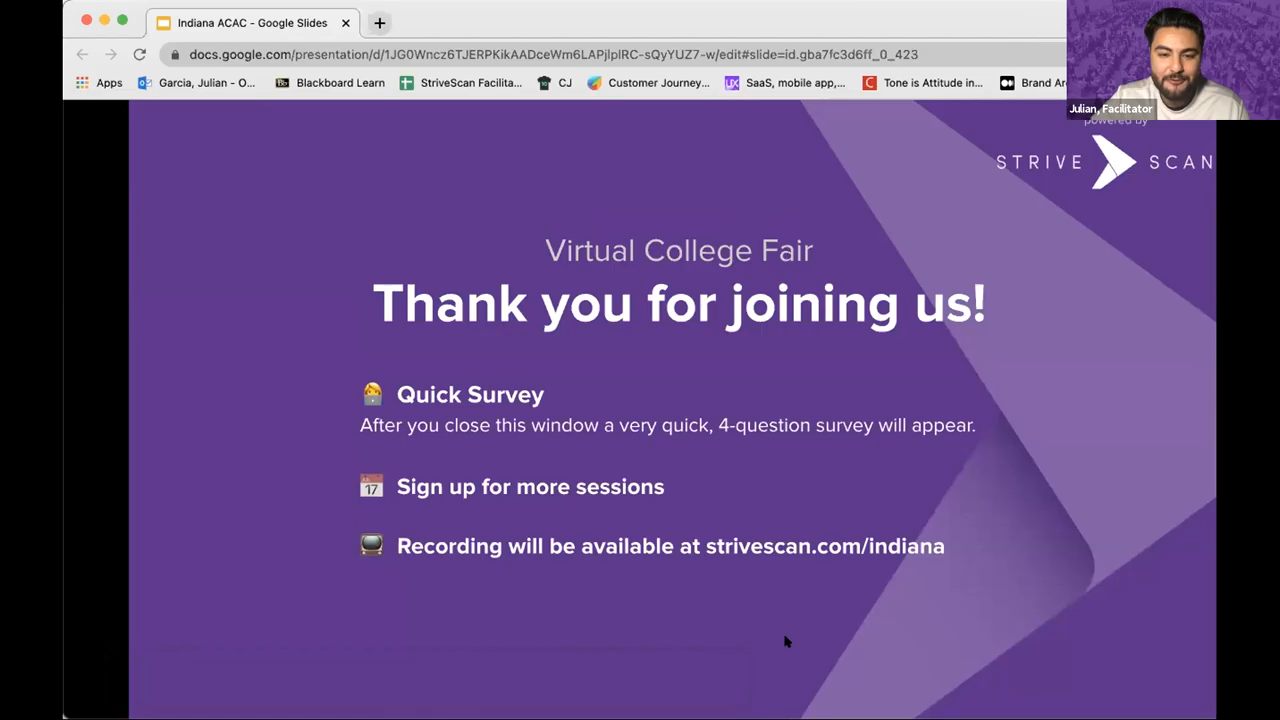 Indiana ACAC - Google Slides
docs.google.com/presentation/d/1JG0Wncz6TJERPKikAADceWm6LAPjlpIRC-sQyYUZ7-w/edit#slide=id.gba7fc3d6ff_0_423
Apps Garcia, Julian - O... Blackboard Learn StriveScan Facilita... CJ Customer Journey... SaaS, mobile app,... Tone is Attitude in... Brand Ar
Julian, Facilitator
powered by
STRIVE SCAN
Virtual College Fair
Thank you for joining us!
Quick Survey
After you close this window a very quick, 4-question survey will appear.
17 Sign up for more sessions
Recording will be available at strivescan.com/indiana